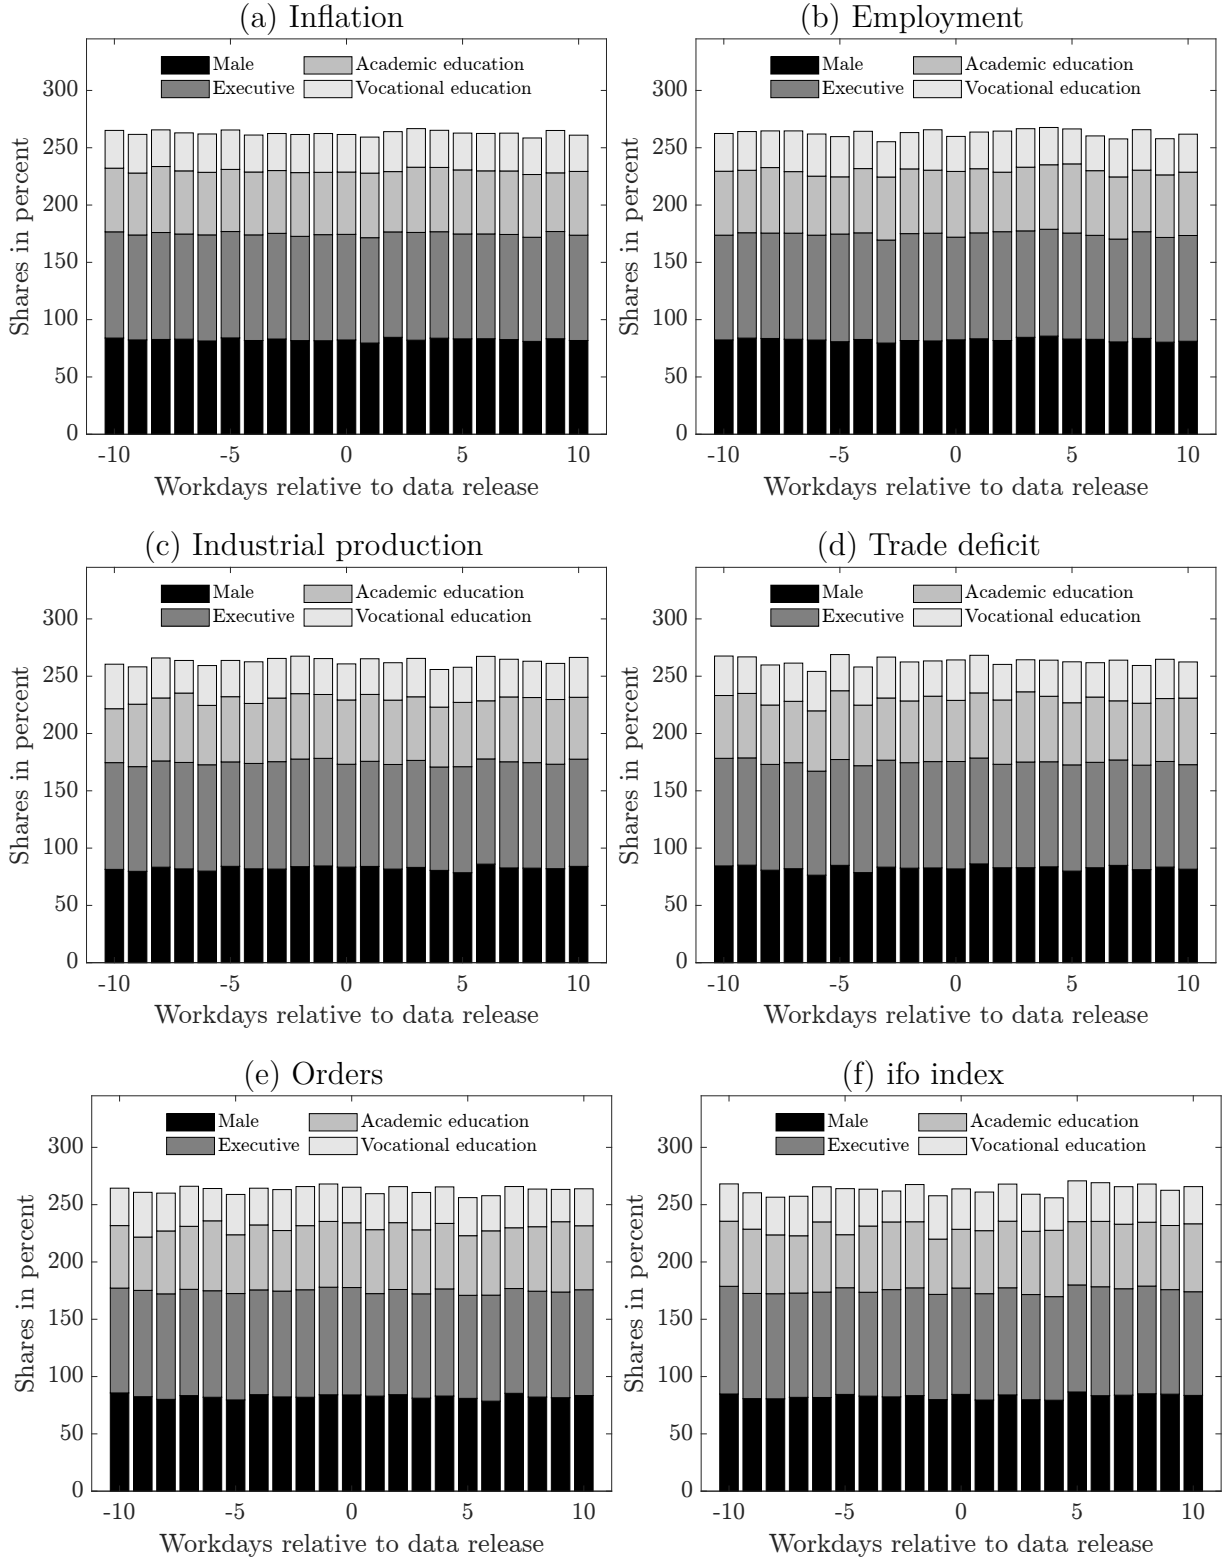 (a) Inflation
Male
Academic education
Executive
Vocational education
Shares in percent
300
250
200
150
100
50
0
-10 -5 0 5 10
Workdays relative to data release
(b) Employment
Male
Academic education
Executive
Vocational education
Shares in percent
300
250
200
150
100
50
0
-10 -5 0 5 10
Workdays relative to data release
(c) Industrial production
Male
Academic education
Executive
Vocational education
Shares in percent
300
250
200
150
100
50
0
-10 -5 0 5 10
Workdays relative to data release
(d) Trade deficit
Male
Academic education
Executive
Vocational education
Shares in percent
300
250
200
150
100
50
0
-10 -5 0 5 10
Workdays relative to data release
(e) Orders
Male
Academic education
Executive
Vocational education
Shares in percent
300
250
200
150
100
50
0
-10 -5 0 5 10
Workdays relative to data release
(f) ifo index
Male
Academic education
Executive
Vocational education
Shares in percent
300
250
200
150
100
50
0
-10 -5 0 5 10
Workdays relative to data release